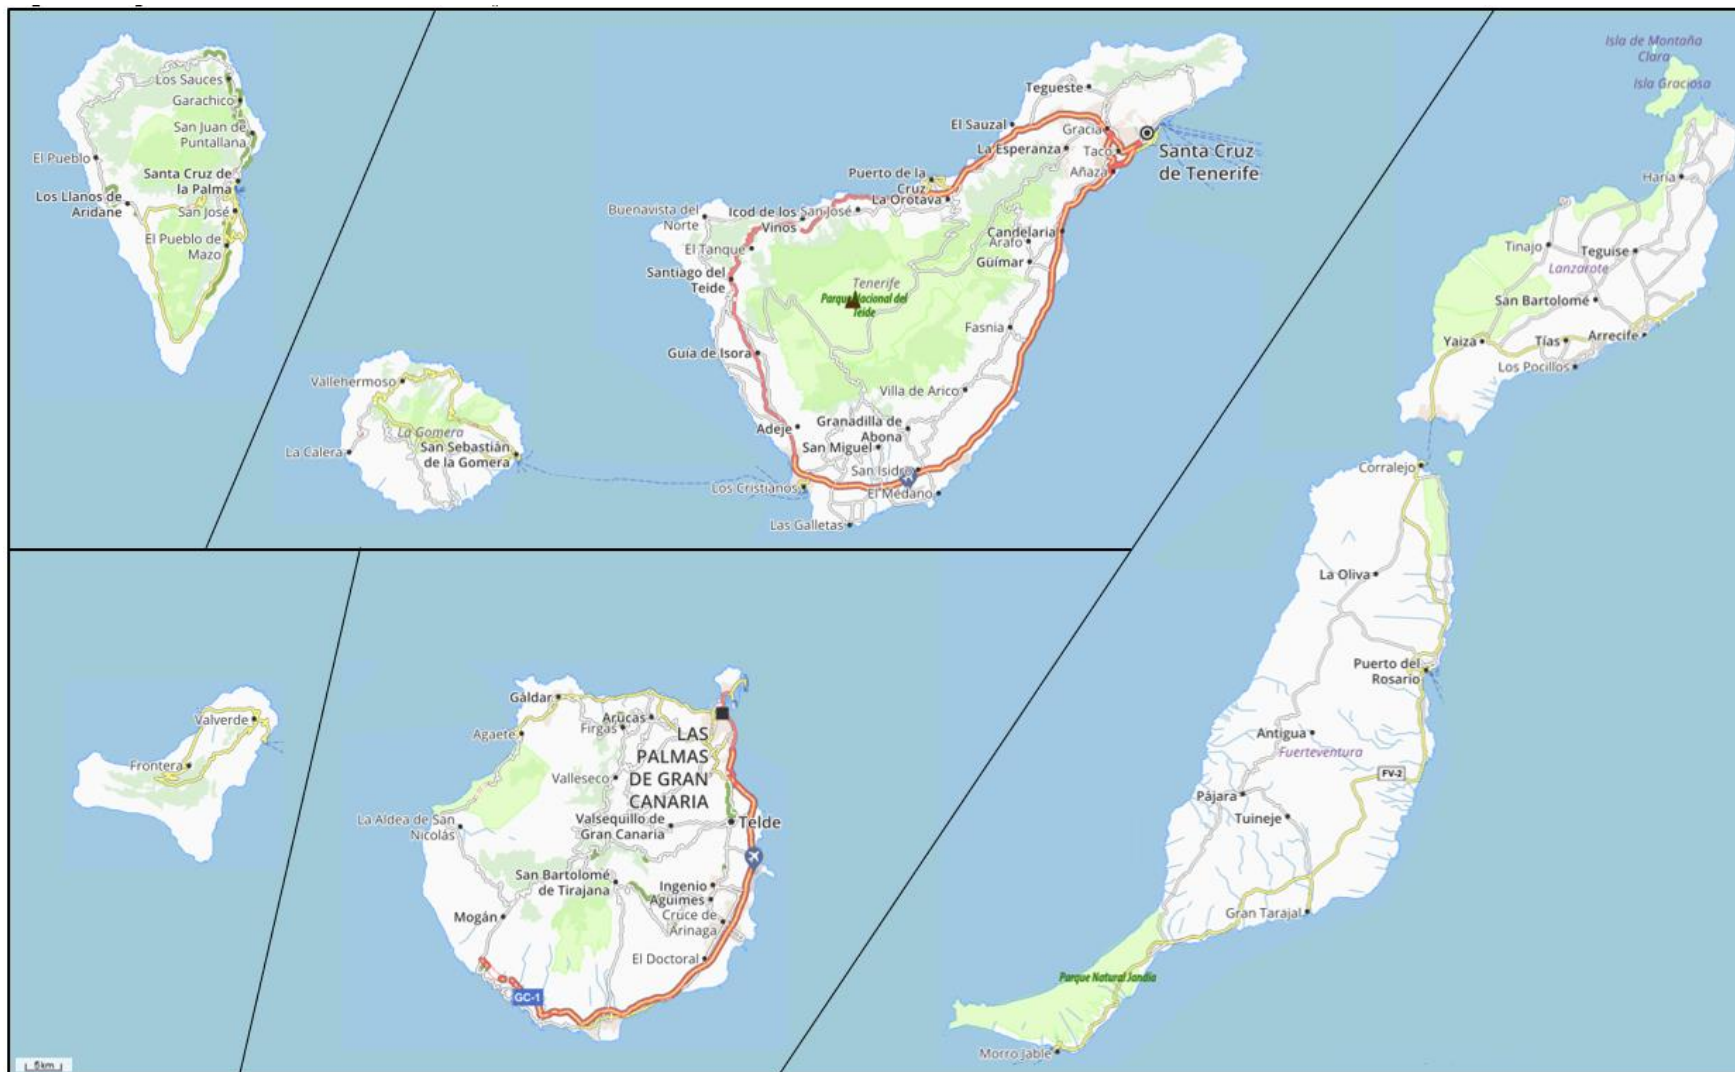 Los Sauces
Garachico
San Juan de
Puntallana
El Pueblo
Santa Cruz de
la Palma
Los Llanos de
Aridane
San José
El Pueblo de
Mazo
Vallehermoso
La Gomera
La Calera
San Sebastián
de la Gomera
Tegueste
El Sauzal
Gracia
La Esperanza
Taco
Santa Cruz
de Tenerife
Añaza
Puerto de la
Cruz
La Orotava
Buenavista del
Norte
Icod de los
Vinos
San José
El Tanque
Candelaria
Arafo
Güímar
Santiago del
Teide
Tenerife
Parque Nacional del
Teide
Fasnia
Guía de Isora
Villa de Arico
Adeje
Granadilla de
Abona
San Miguel
San Isidro
Los Cristianos
El Médano
Las Galletas
Isla de Montaña
Clara
Isla Graciosa
Haría
Tinajo
Teguise
Lanzarote
San Bartolomé
Yaiza
Tías
Arrecife
Los Pocillos
Corralejo
La Oliva
Puerto del
Rosario
Antigua
Fuerteventura
FV-2
Pájara
Tuineje
Gran Tarajal
Parque Natural Jandía
Morro Jable
Valverde
Frontera
Gáldar
Arucas
Firgas
Agaete
LAS
PALMAS
DE GRAN
CANARIA
Valleseco
La Aldea de San
Nicolás
Valsequillo de
Gran Canaria
Telde
San Bartolomé
de Tirajana
Ingenio
Agüimes
Cruce de
Arinaga
Mogán
El Doctoral
GC-1
5 km